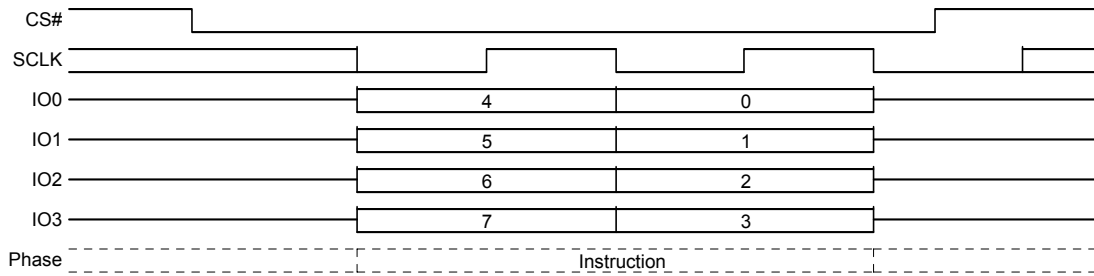 CS#
SCLK
IO0 4 0
IO1 5 1
IO2 6 2
IO3 7 3
Phase Instruction